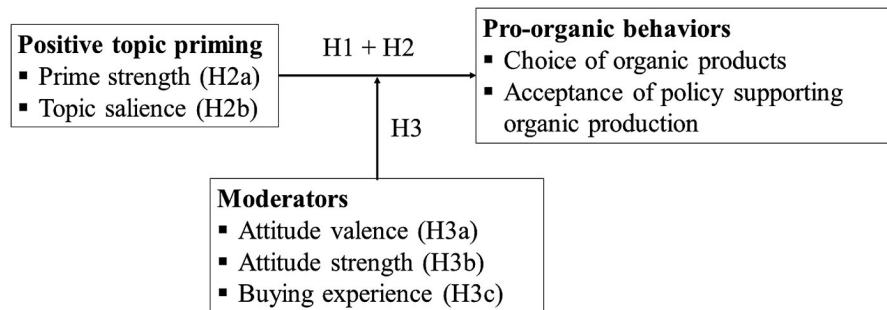 Positive topic priming
▪ Prime strength (H2a)
▪ Topic salience (H2b)
H1 + H2
Pro-organic behaviors
▪ Choice of organic products
▪ Acceptance of policy supporting
organic production
H3
Moderators
▪ Attitude valence (H3a)
▪ Attitude strength (H3b)
▪ Buying experience (H3c)